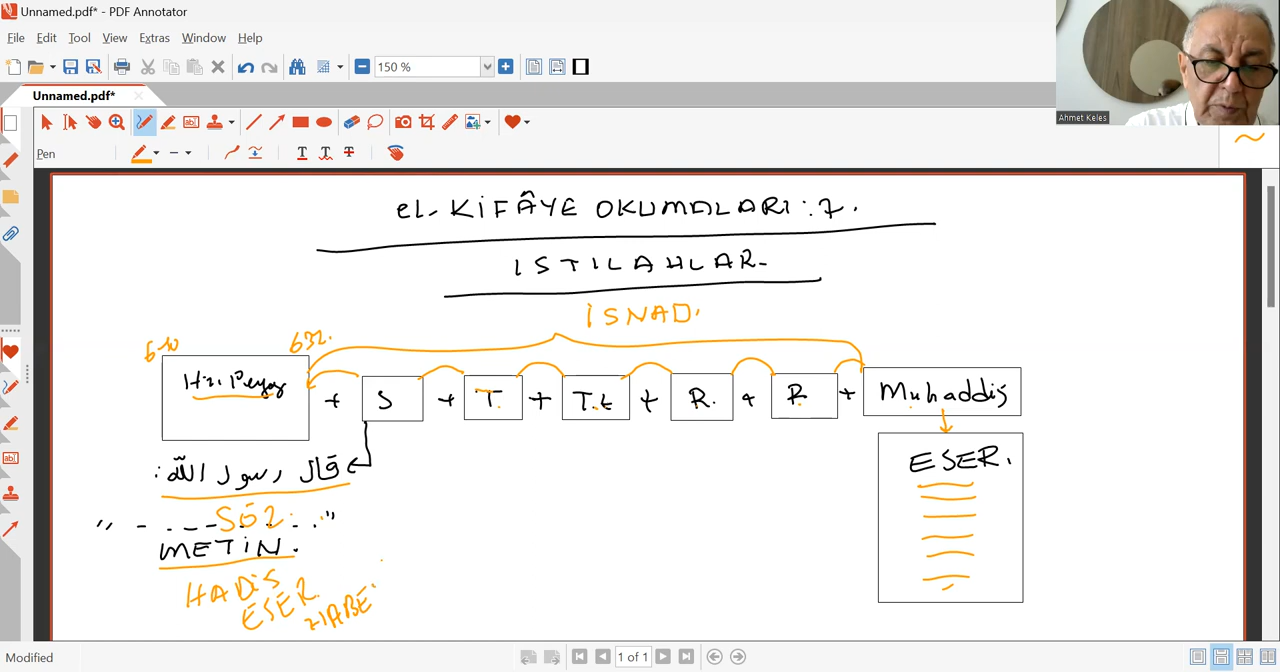 Unnamed.pdf* - PDF Annotator
File Edit Tool View Extras Window Help
150 %
Unnamed.pdf*
Pen
Ahmet Keles
el-KİFÂYE OKUMALARI: 7.
ISTILAHLAR-
İSNAD.
610 632.
Hz. + S + T. + T.t + R. + R + Muhaddis
قال رسول الله :
ESER.
" SÖZ. "
METİN.
HADİS
ESER
HABE
Modified
1 of 1